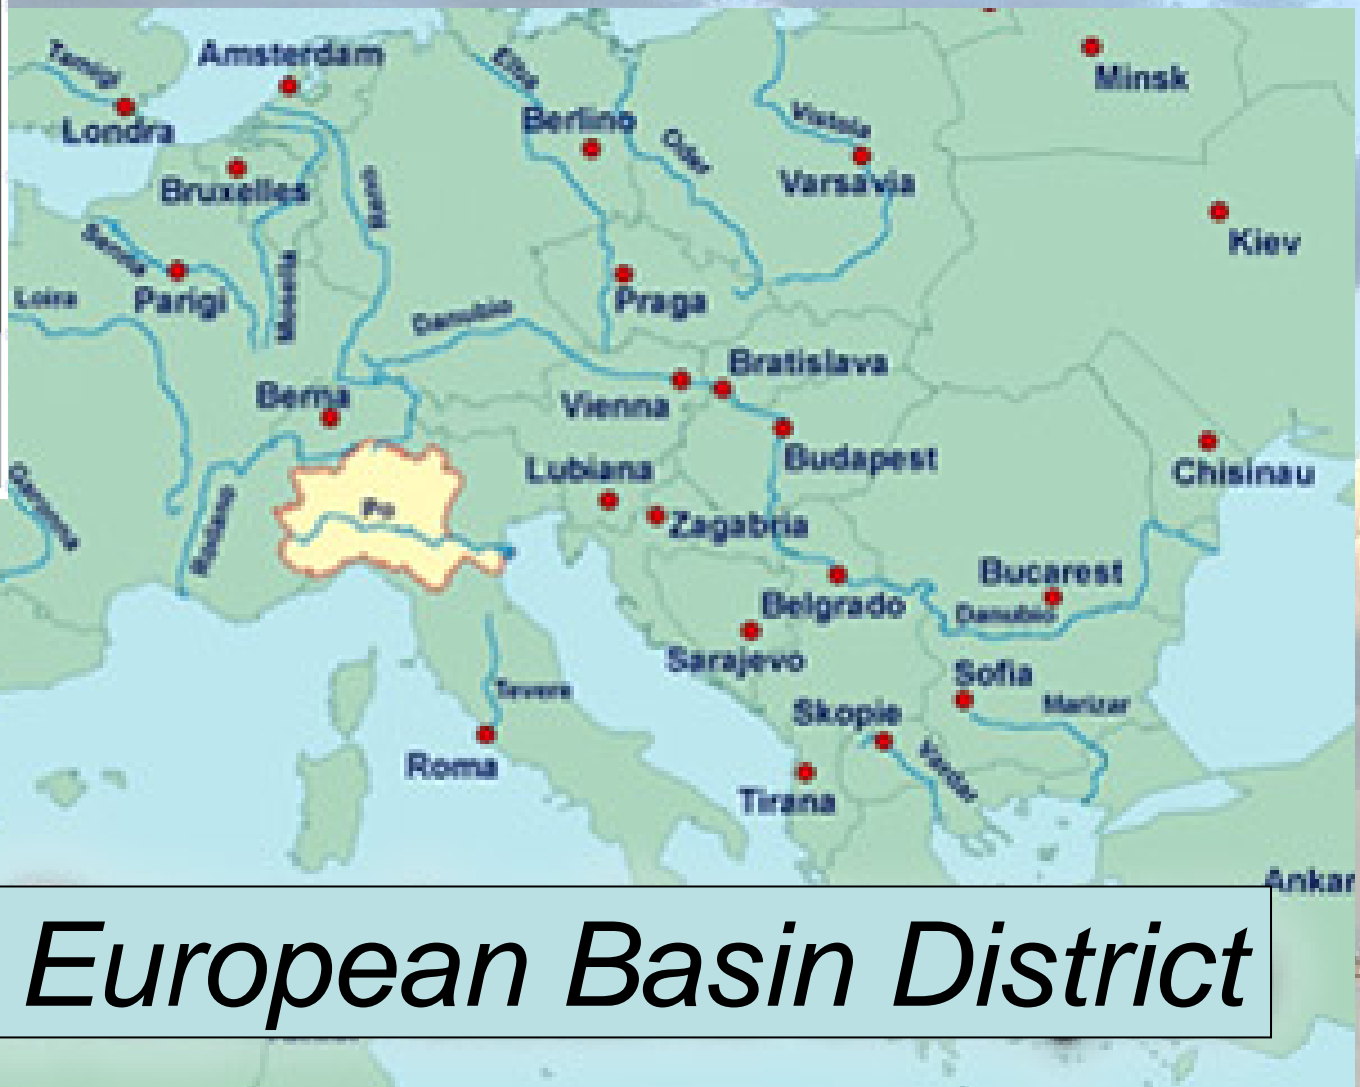 Tamigi
Amsterdam
Elba
Minsk
Londra
Berlino
Vistola
Oder
Bruxelles
Reno
Varsavia
Kiev
Senna
Loira
Parigi
Mosella
Praga
Danubio
Bratislava
Berna
Vienna
Budapest
Lubiana
Chisinau
Garonna
Rodano
Po
Zagabria
Bucarest
Belgrado
Danubio
Sarajevo
Sofia
Tevere
Marizar
Skopie
Roma
Vardar
Tirana
Ankar
European Basin District